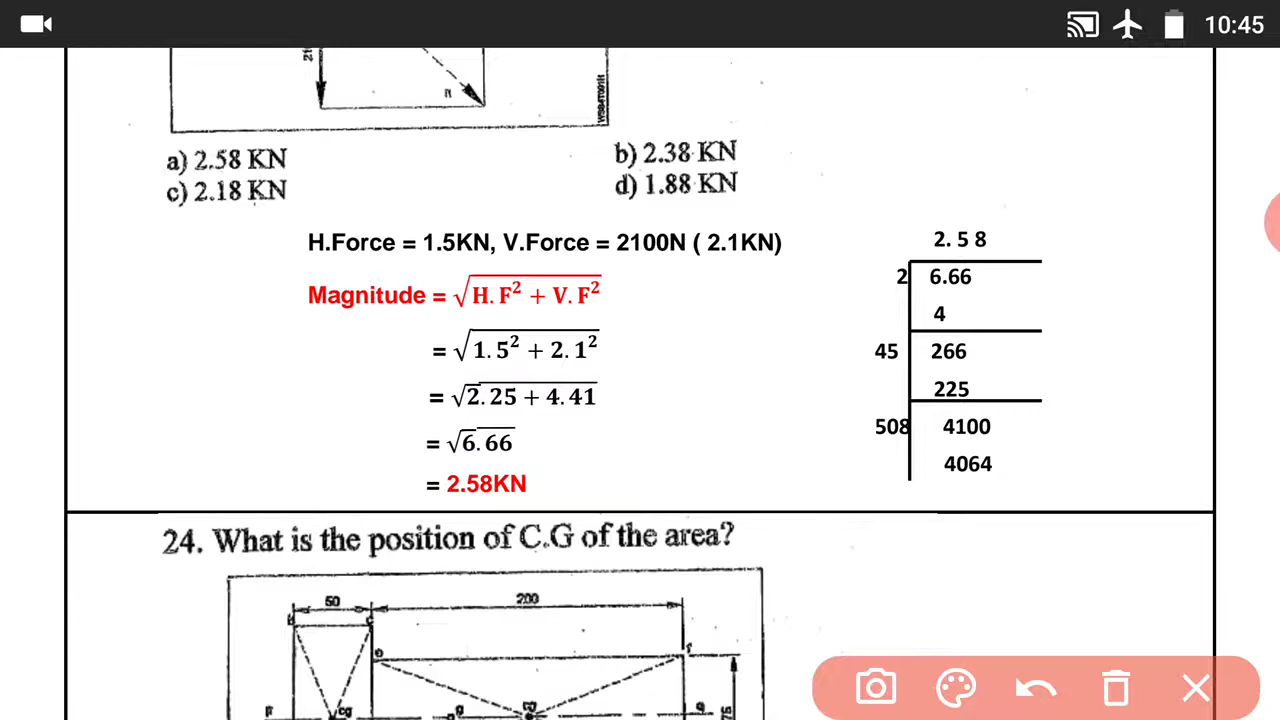 10:45
R
WS84T001H
a) 2.58 KN
b) 2.38 KN
c) 2.18 KN
d) 1.88 KN
H.Force = 1.5KN, V.Force = 2100N ( 2.1KN)
Magnitude = √H. F² + V. F²
= √1. 5² + 2. 1²
= √2. 25 + 4. 41
= √6. 66
= 2.58KN
2. 5 8
2 6.66
4
45 266
225
508 4100
4064
24. What is the position of C.G of the area?
50 200